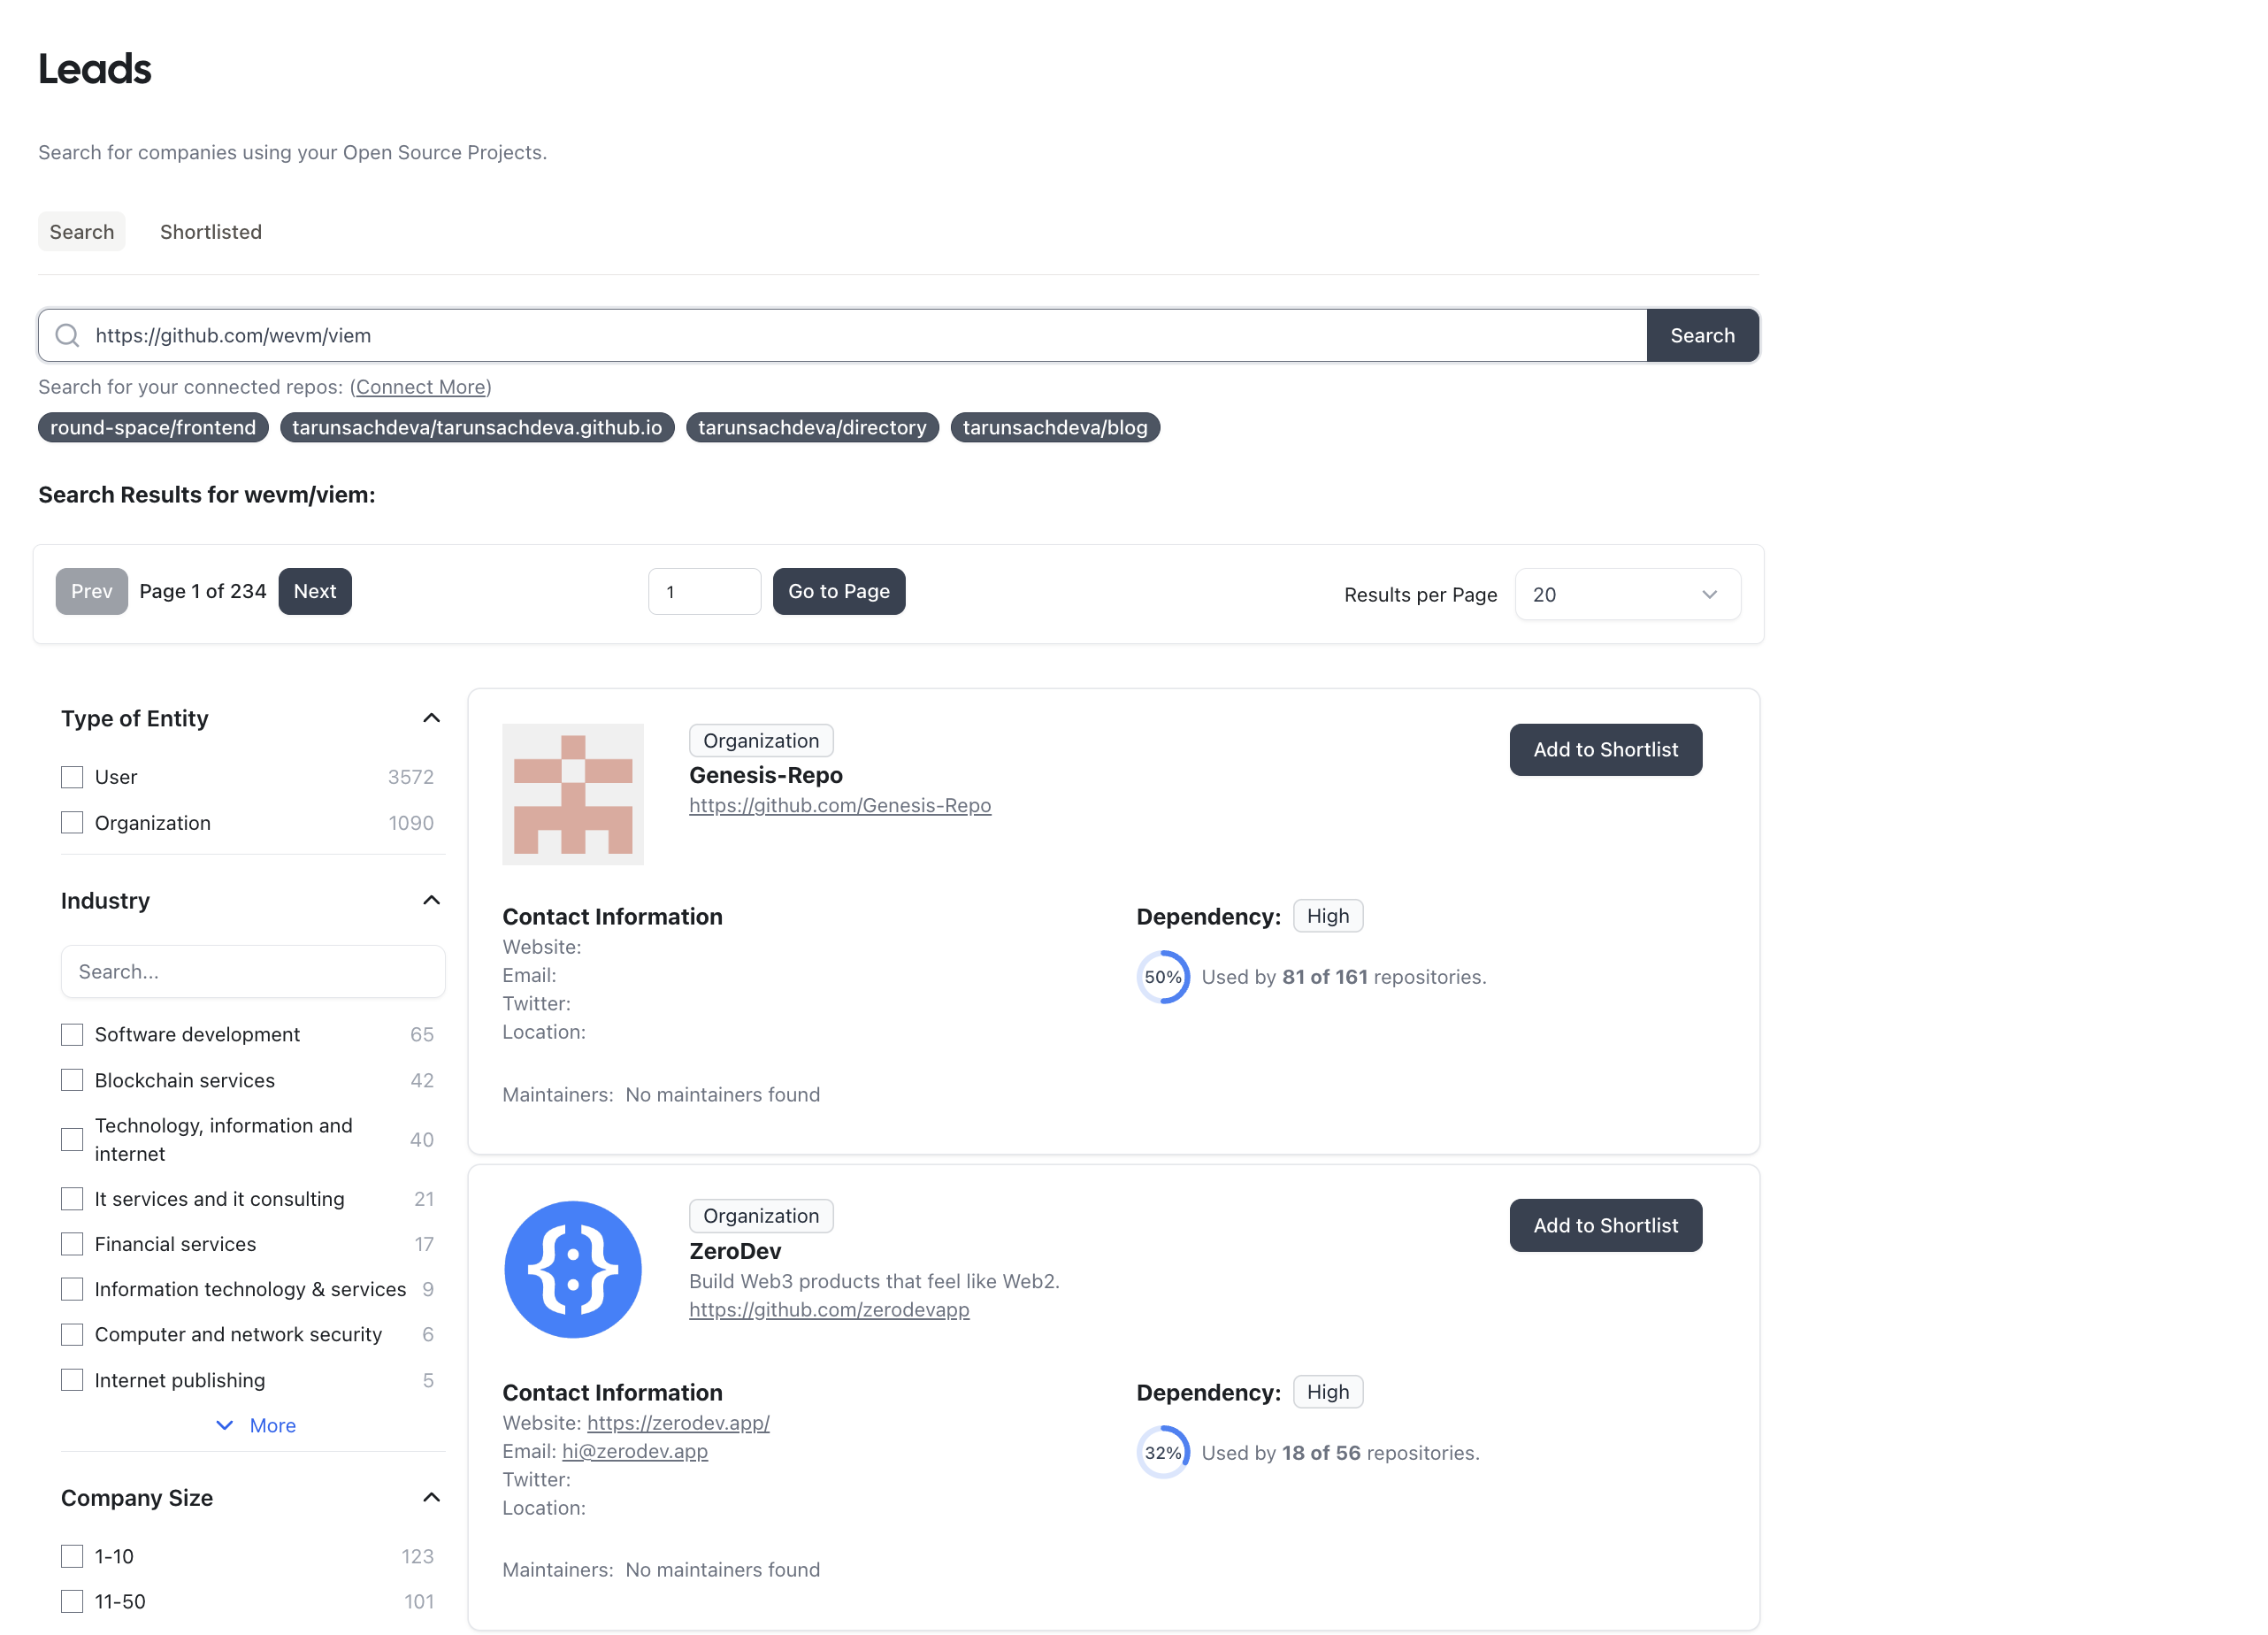 Leads
Search for companies using your Open Source Projects.
Search Shortlisted
https://github.com/wevm/viem Search
Search for your connected repos: (Connect More)
round-space/frontend tarunsachdeva/tarunsachdeva.github.io tarunsachdeva/directory tarunsachdeva/blog
Search Results for wevm/viem:
Prev Page 1 of 234 Next 1 Go to Page Results per Page 20
Type of Entity
User 3572
Organization 1090
Industry
Search...
Software development 65
Blockchain services 42
Technology, information and
internet 40
It services and it consulting 21
Financial services 17
Information technology & services 9
Computer and network security 6
Internet publishing 5
More
Company Size
1-10 123
11-50 101
Organization
Genesis-Repo
https://github.com/Genesis-Repo
Add to Shortlist
Contact Information
Website:
Email:
Twitter:
Location:
Maintainers: No maintainers found
Dependency: High
50% Used by 81 of 161 repositories.
Organization
ZeroDev
Build Web3 products that feel like Web2.
https://github.com/zerodevapp
Add to Shortlist
Contact Information
Website: https://zerodev.app/
Email: hi@zerodev.app
Twitter:
Location:
Maintainers: No maintainers found
Dependency: High
32% Used by 18 of 56 repositories.